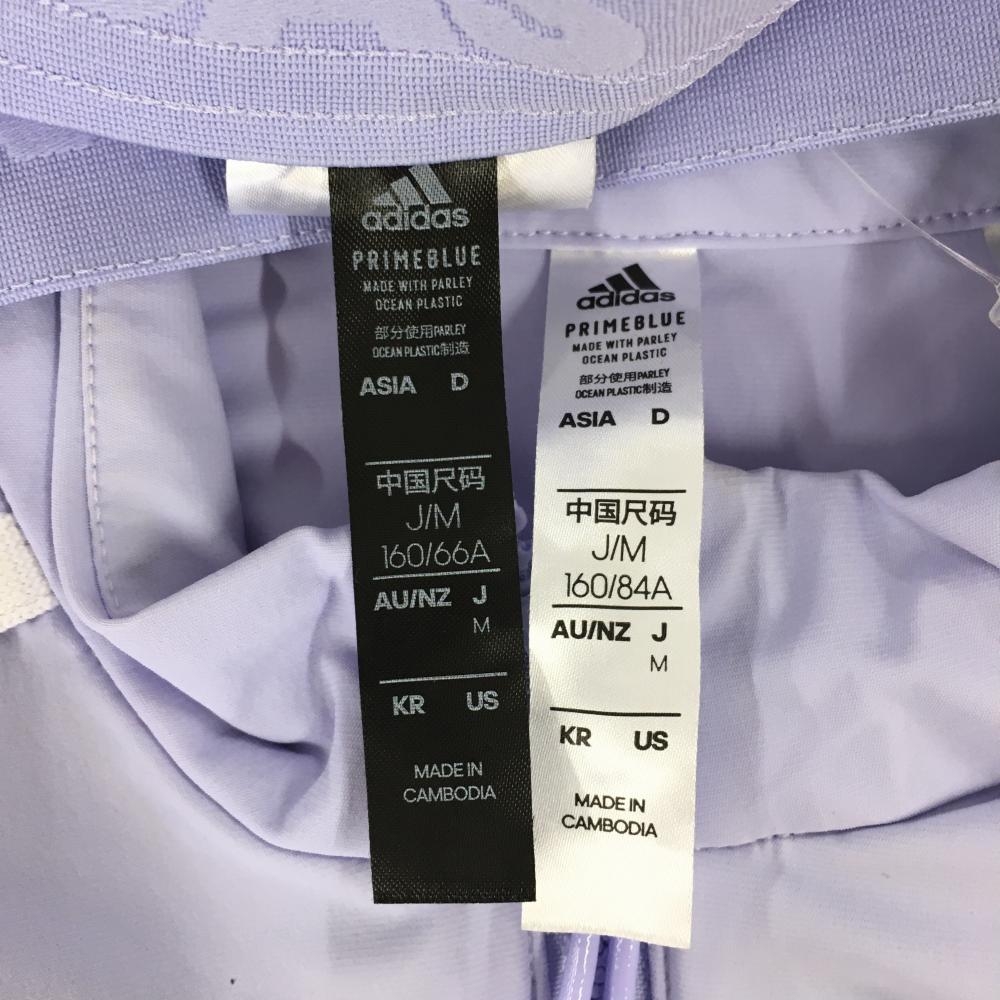 adidas
PRIMEBLUE
MADE WITH PARLEY
OCEAN PLASTIC
部分使用PARLEY
OCEAN PLASTIC制造
ASIA D
中国尺码
J/M
160/66A
AU/NZ J
M
KR US
MADE IN
CAMBODIA
adidas
PRIMEBLUE
MADE WITH PARLEY
OCEAN PLASTIC
部分使用PARLEY
OCEAN PLASTIC制造
ASIA D
中国尺码
J/M
160/84A
AU/NZ J
M
KR US
MADE IN
CAMBODIA